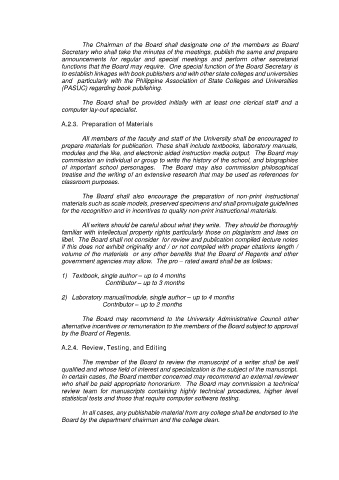 The Chairman of the Board shall designate one of the members as Board
Secretary who shall take the minutes of the meetings, publish the same and prepare
announcements for regular and special meetings and perform other secretarial
functions that the Board may require. One special function of the Board Secretary is
to establish linkages with book publishers and with other state colleges and universities
and particularly with the Philippine Association of State Colleges and Universities
(PASUC) regarding book publishing.
The Board shall be provided initially with at least one clerical staff and a
computer lay-out specialist.
A.2.3. Preparation of Materials
All members of the faculty and staff of the University shall be encouraged to
prepare materials for publication. These shall include textbooks, laboratory manuals,
modules and the like, and electronic aided instruction media output. The Board may
commission an individual or group to write the history of the school, and biographies
of important school personages. The Board may also commission philosophical
treatise and the writing of an extensive research that may be used as references for
classroom purposes.
The Board shall also encourage the preparation of non-print instructional
materials such as scale models, preserved specimens and shall promulgate guidelines
for the recognition and in incentives to quality non-print instructional materials.
All writers should be careful about what they write. They should be thoroughly
familiar with intellectual property rights particularly those on plagiarism and laws on
libel. The Board shall not consider for review and publication compiled lecture notes
if this does not exhibit originality and / or not compiled with proper citations length /
volume of the materials or any other benefits that the Board of Regents and other
government agencies may allow. The pro – rated award shall be as follows:
1) Textbook, single author – up to 4 months
Contributor – up to 3 months
2) Laboratory manual/module, single author – up to 4 months
Contributor – up to 2 months
The Board may recommend to the University Administrative Council other
alternative incentives or remuneration to the members of the Board subject to approval
by the Board of Regents.
A.2.4. Review, Testing, and Editing
The member of the Board to review the manuscript of a writer shall be well
qualified and whose field of interest and specialization is the subject of the manuscript.
In certain cases, the Board member concerned may recommend an external reviewer
who shall be paid appropriate honorarium. The Board may commission a technical
review team for manuscripts containing highly technical procedures, higher level
statistical tests and those that require computer software testing.
In all cases, any publishable material from any college shall be endorsed to the
Board by the department chairman and the college dean.